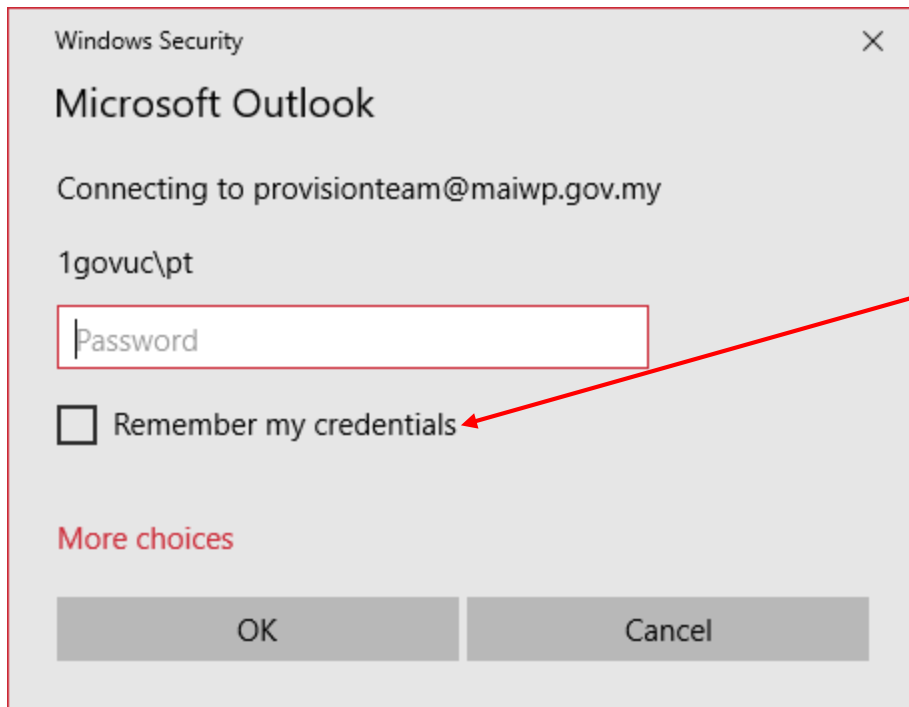 Windows Security
Microsoft Outlook
Connecting to provisionteam@maiwp.gov.my
1govuc\pt
Password
Remember my credentials
More choices
OK
Cancel